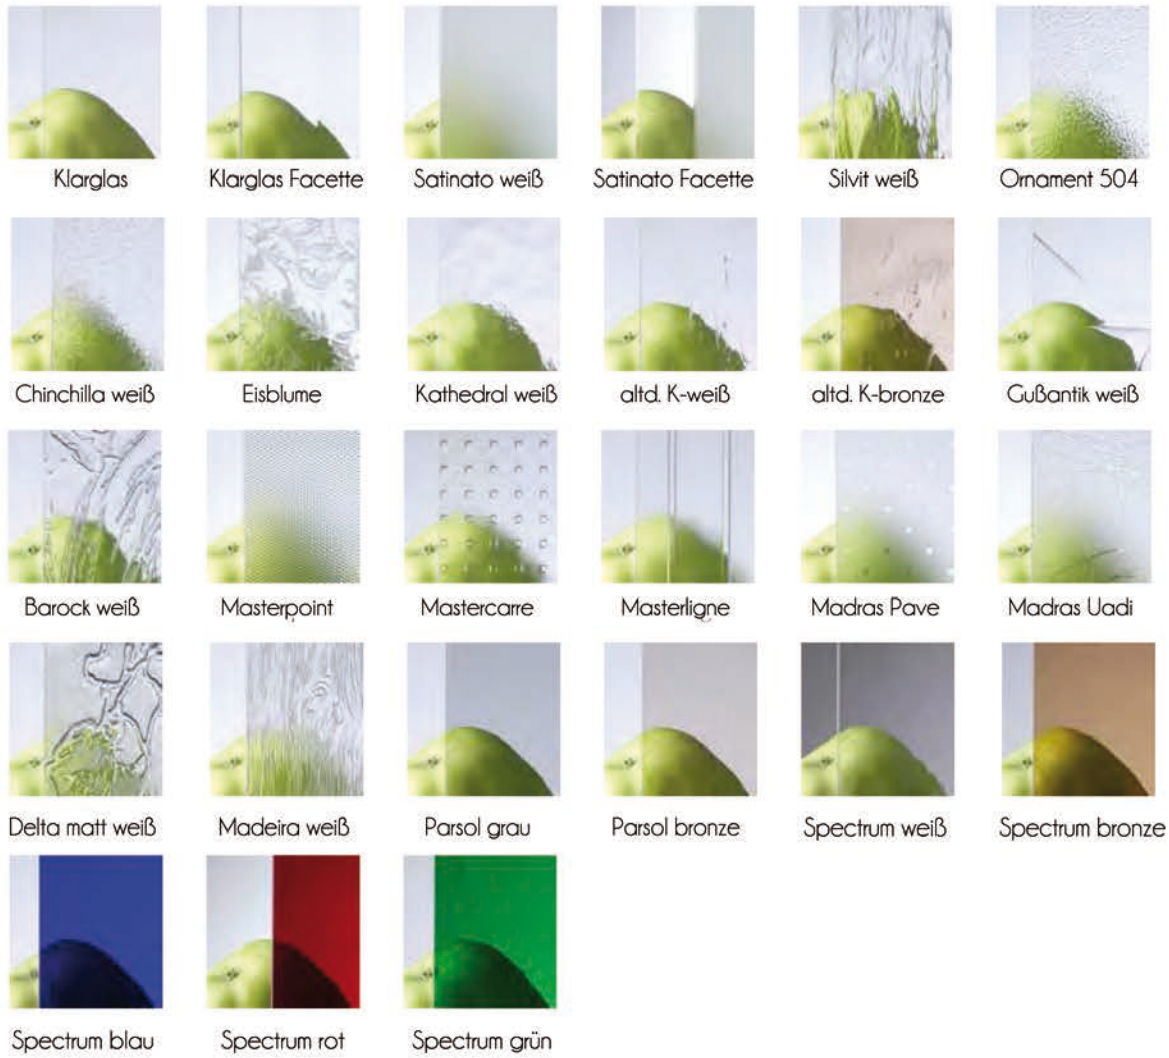 Klarglas
Klarglas Facette
Satinato weiß
Satinato Facette
Silvit weiß
Ornament 504
Chinchilla weiß
Eisblume
Kathedral weiß
altd. K-weiß
altd. K-bronze
Gußantik weiß
Barock weiß
Masterpoint
Mastercarre
Masterligne
Madras Pave
Madras Uadi
Delta matt weiß
Madeira weiß
Parsol grau
Parsol bronze
Spectrum weiß
Spectrum bronze
Spectrum blau
Spectrum rot
Spectrum grün